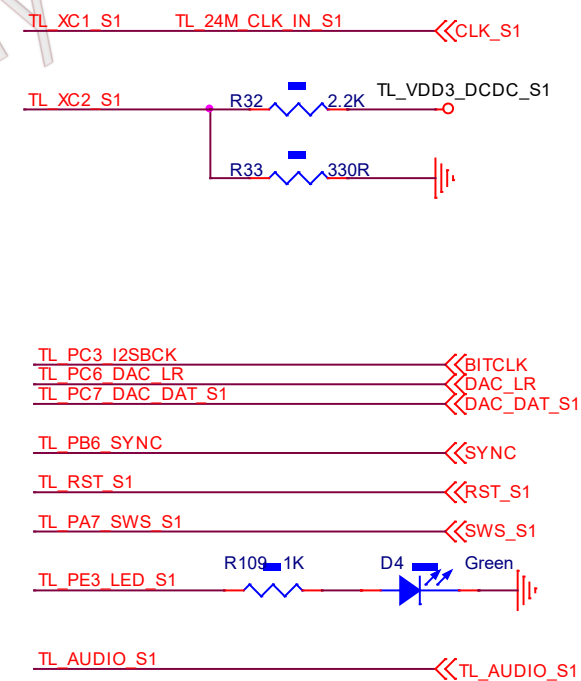 TL_XC1_S1 TL_24M_CLK_IN_S1 CLK_S1
TL_XC2_S1 R32 2.2K TL_VDD3_DCDC_S1
R33 330R
TL_PC3_I2SBCK BITCLK
TL_PC6_DAC_LR DAC_LR
TL_PC7_DAC_DAT_S1 DAC_DAT_S1
TL_PB6_SYNC SYNC
TL_RST_S1 RST_S1
TL_PA7_SWS_S1 SWS_S1
TL_PE3_LED_S1 R109 1K D4 Green
TL_AUDIO_S1 TL_AUDIO_S1